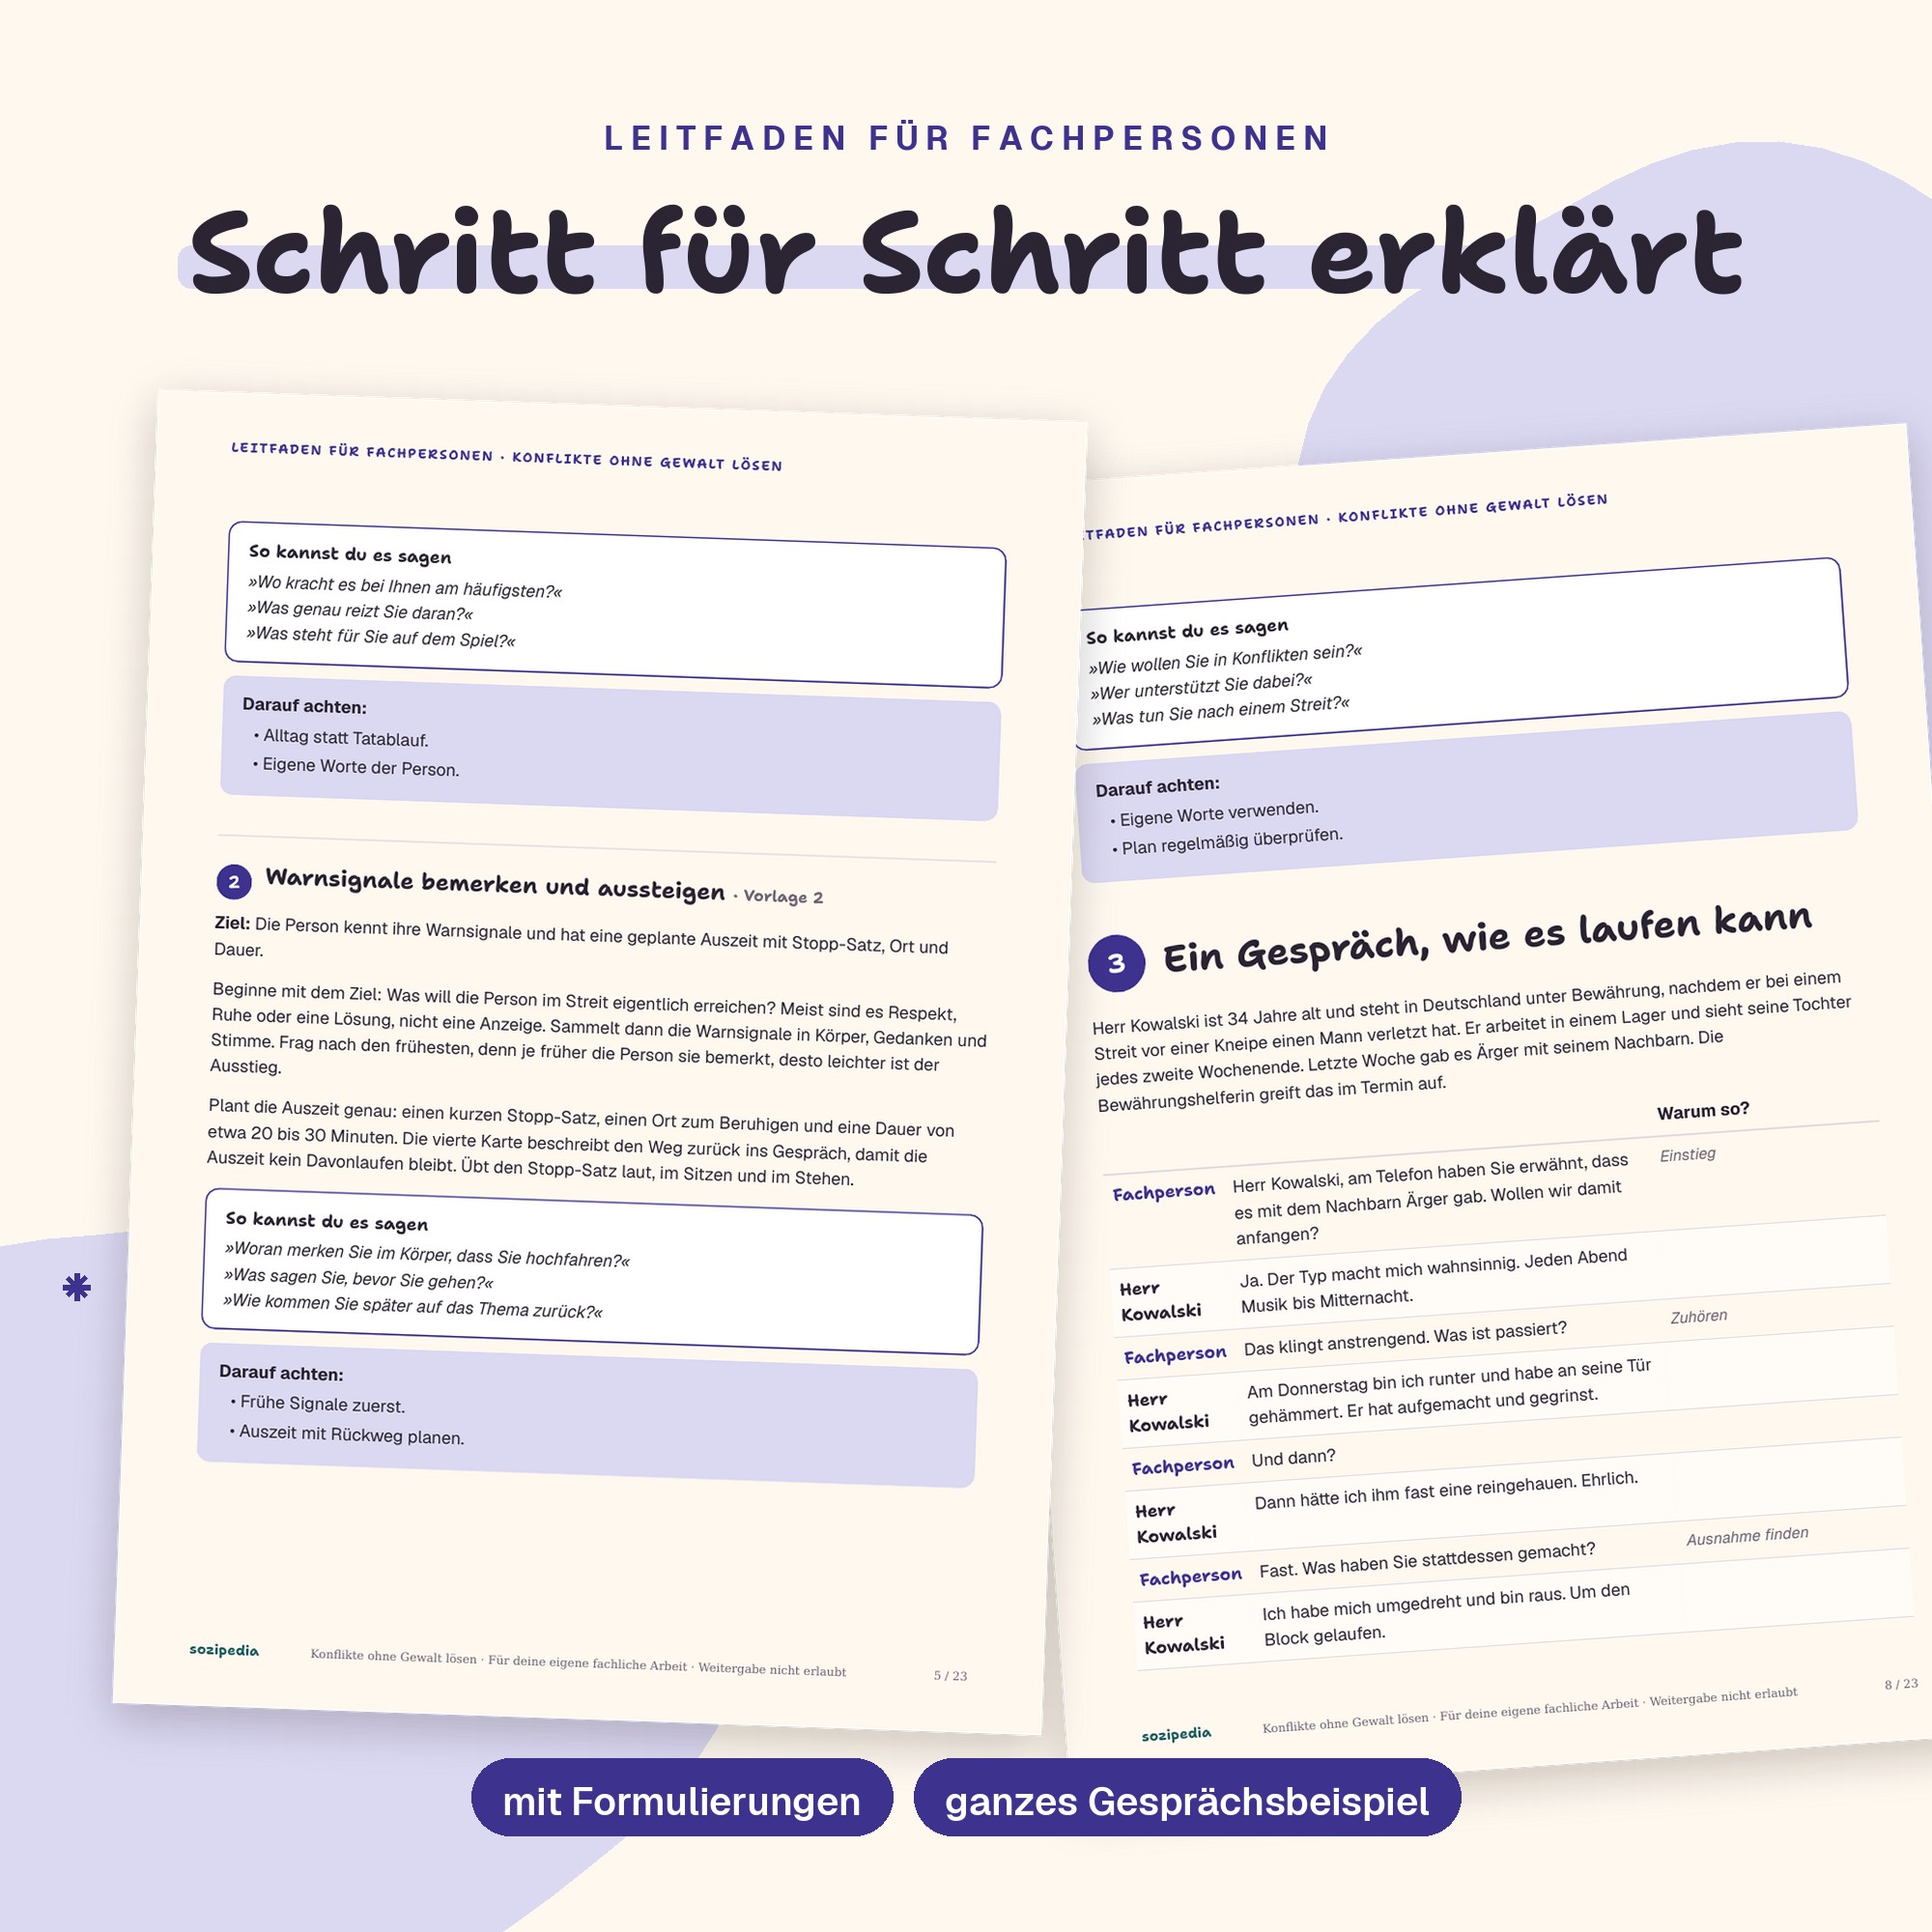 LEITFADEN FÜR FACHPERSONEN
Schritt für Schritt erklärt
LEITFADEN FÜR FACHPERSONEN · KONFLIKTE OHNE GEWALT LÖSEN
So kannst du es sagen
»Wo kracht es bei Ihnen am häufigsten?«
»Was genau reizt Sie daran?«
»Was steht für Sie auf dem Spiel?«
Darauf achten:
• Alltag statt Tatablauf.
• Eigene Worte der Person.
2 Warnsignale bemerken und aussteigen · Vorlage 2
Ziel: Die Person kennt ihre Warnsignale und hat eine geplante Auszeit mit Stopp-Satz, Ort und
Dauer.
Beginne mit dem Ziel: Was will die Person im Streit eigentlich erreichen? Meist sind es Respekt,
Ruhe oder eine Lösung, nicht eine Anzeige. Sammelt dann die Warnsignale in Körper, Gedanken und
Stimme. Frag nach den frühesten, denn je früher die Person sie bemerkt, desto leichter ist der
Ausstieg.
Plant die Auszeit genau: einen kurzen Stopp-Satz, einen Ort zum Beruhigen und eine Dauer von
etwa 20 bis 30 Minuten. Die vierte Karte beschreibt den Weg zurück ins Gespräch, damit die
Auszeit kein Davonlaufen bleibt. Übt den Stopp-Satz laut, im Sitzen und im Stehen.
So kannst du es sagen
»Woran merken Sie im Körper, dass Sie hochfahren?«
»Was sagen Sie, bevor Sie gehen?«
»Wie kommen Sie später auf das Thema zurück?«
Darauf achten:
• Frühe Signale zuerst.
• Auszeit mit Rückweg planen.
sozipedia Konflikte ohne Gewalt lösen · Für deine eigene fachliche Arbeit · Weitergabe nicht erlaubt 5 / 23
TFADEN FÜR FACHPERSONEN · KONFLIKTE OHNE GEWALT LÖSEN
So kannst du es sagen
»Wie wollen Sie in Konflikten sein?«
»Wer unterstützt Sie dabei?«
»Was tun Sie nach einem Streit?«
Darauf achten:
• Eigene Worte verwenden.
• Plan regelmäßig überprüfen.
3 Ein Gespräch, wie es laufen kann
Herr Kowalski ist 34 Jahre alt und steht in Deutschland unter Bewährung, nachdem er bei einem
Streit vor einer Kneipe einen Mann verletzt hat. Er arbeitet in einem Lager und sieht seine Tochter
jedes zweite Wochenende. Letzte Woche gab es Ärger mit seinem Nachbarn. Die
Bewährungshelferin greift das im Termin auf.
Warum so?
Fachperson Herr Kowalski, am Telefon haben Sie erwähnt, dass Einstieg
es mit dem Nachbarn Ärger gab. Wollen wir damit
anfangen?
Herr Ja. Der Typ macht mich wahnsinnig. Jeden Abend
Kowalski Musik bis Mitternacht.
Fachperson Das klingt anstrengend. Was ist passiert? Zuhören
Herr Am Donnerstag bin ich runter und habe an seine Tür
Kowalski gehämmert. Er hat aufgemacht und gegrinst.
Fachperson Und dann?
Herr Dann hätte ich ihm fast eine reingehauen. Ehrlich.
Kowalski
Fachperson Fast. Was haben Sie stattdessen gemacht? Ausnahme finden
Herr Ich habe mich umgedreht und bin raus. Um den
Kowalski Block gelaufen.
sozipedia Konflikte ohne Gewalt lösen · Für deine eigene fachliche Arbeit · Weitergabe nicht erlaubt 8 / 23
mit Formulierungen
ganzes Gesprächsbeispiel